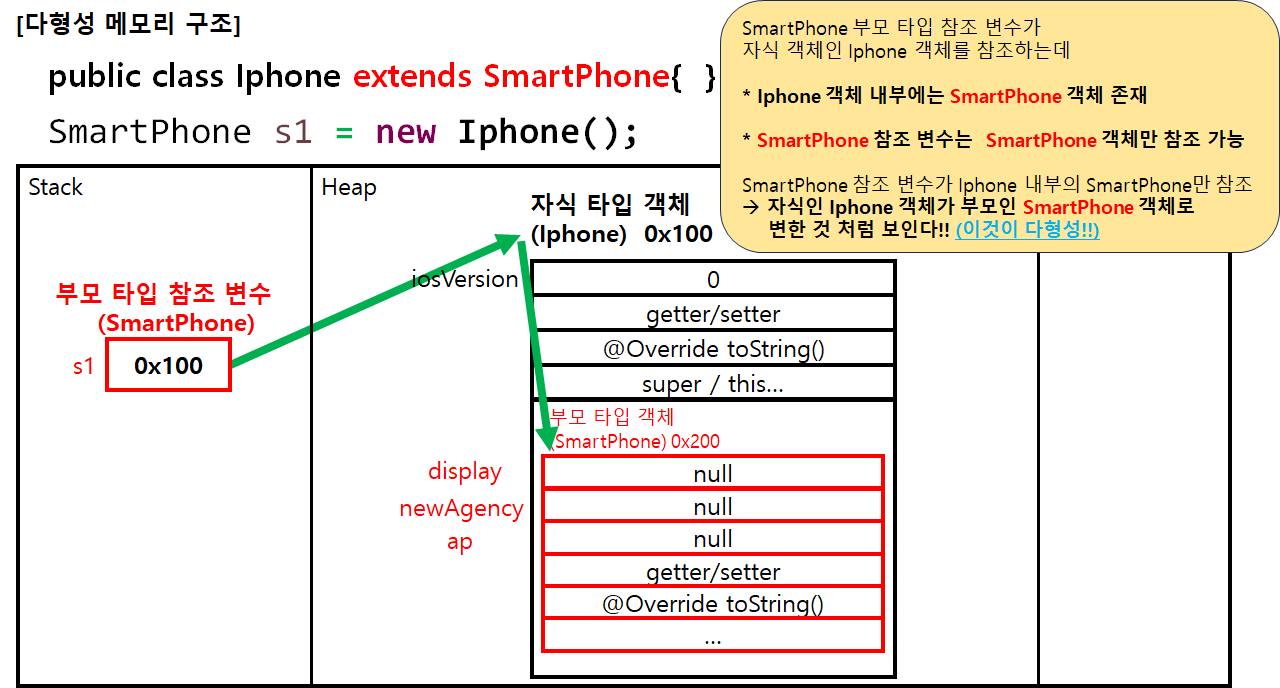 [다형성 메모리 구조]
public class Iphone extends SmartPhone{ }
SmartPhone s1 = new Iphone();
SmartPhone 부모 타입 참조 변수가
자식 객체인 Iphone 객체를 참조하는데
* Iphone 객체 내부에는 SmartPhone 객체 존재
* SmartPhone 참조 변수는 SmartPhone 객체만 참조 가능
SmartPhone 참조 변수가 Iphone 내부의 SmartPhone만 참조
→ 자식인 Iphone 객체가 부모인 SmartPhone 객체로
변한 것 처럼 보인다!! (이것이 다형성!!)
Stack
Heap
부모 타입 참조 변수
(SmartPhone)
s1
0x100
자식 타입 객체
(Iphone) 0x100
iosVersion
0
getter/setter
@Override toString()
super / this...
부모 타입 객체
(SmartPhone) 0x200
display
null
newAgency
null
ap
null
getter/setter
@Override toString()
...